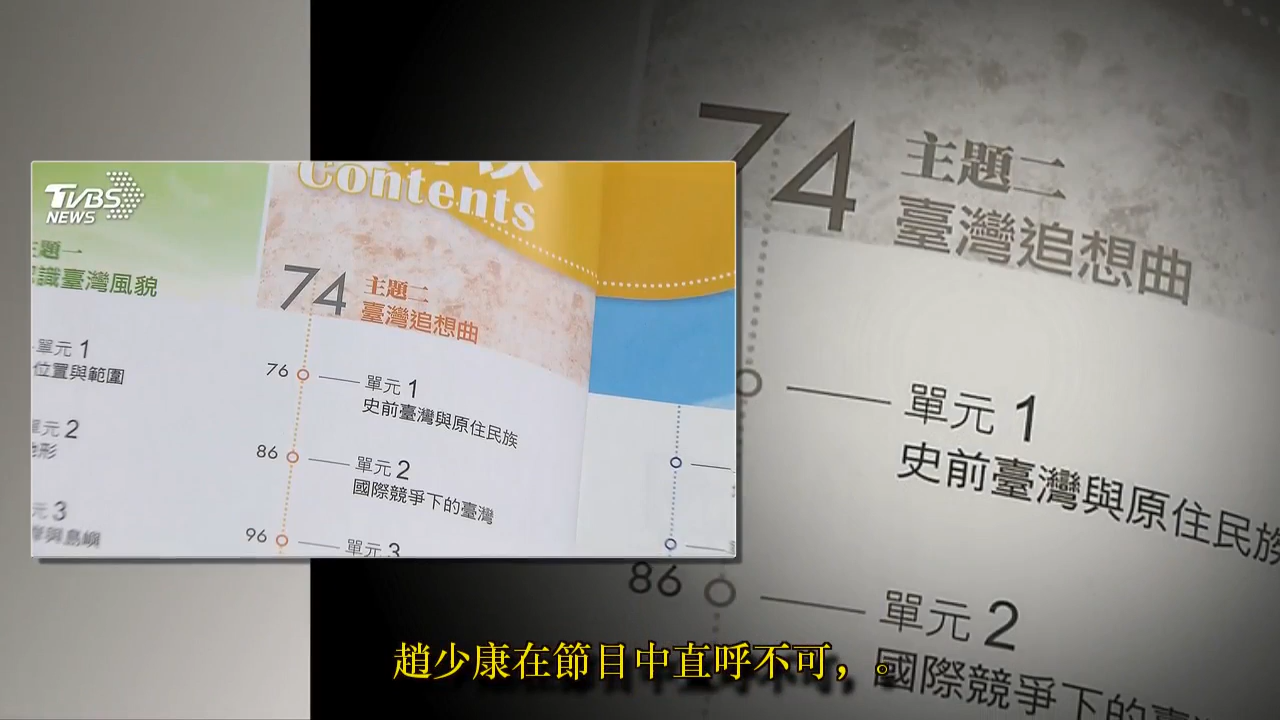 TVBS
NEWS
Contents
主題一
識臺灣風貌
單元 1
位置與範圍
單元 2
地形
元 3
島嶼
74
主題二
臺灣追想曲
76
單元 1
史前臺灣與原住民族
86
單元 2
國際競爭下的臺灣
96
單元 3
74
主題二
臺灣追想曲
單元 1
史前臺灣與原住民族
86
單元 2
國際競爭下的臺灣
趙少康在節目中直呼不可，。